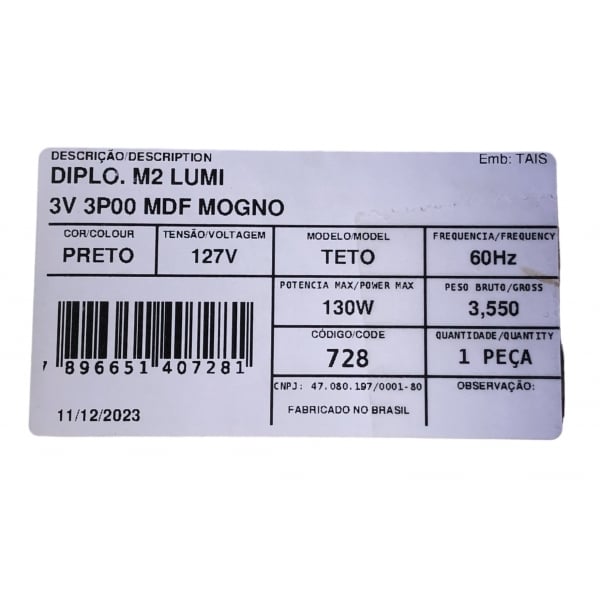 DESCRIÇÃO/DESCRIPTION
Emb: TAIS
DIPLO. M2 LUMI
3V 3P00 MDF MOGNO
COR/COLOUR
PRETO
TENSÃO/VOLTAGEM
127V
MODELO/MODEL
TETO
FREQUENCIA/FREQUENCY
60Hz
POTENCIA MAX/POWER MAX
130W
PESO BRUTO/GROSS
3,550
CÓDIGO/CODE
728
QUANTIDADE/QUANTITY
1 PEÇA
7 896651 407281
CNPJ: 47.080.197/0001-80
OBSERVAÇÃO:
11/12/2023
FABRICADO NO BRASIL